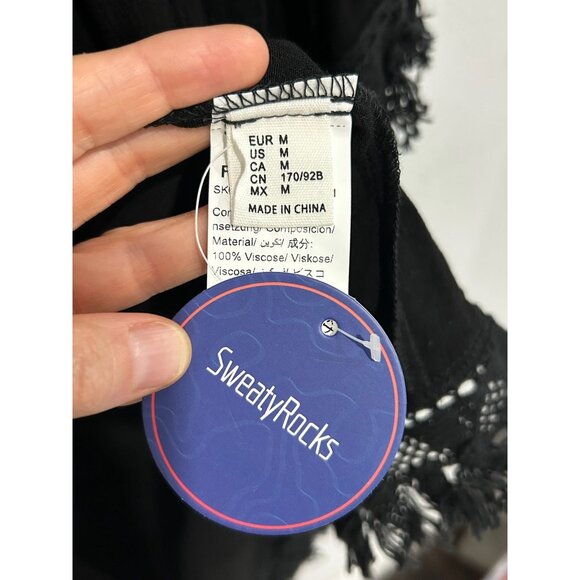 EUR M
US M
CA M
CN 170/92B
MX M
MADE IN CHINA
nsetzung/ Composición/
Material/ 成分:
100% Viscose/ Viskose/
Viscosa/
SweatyRocks